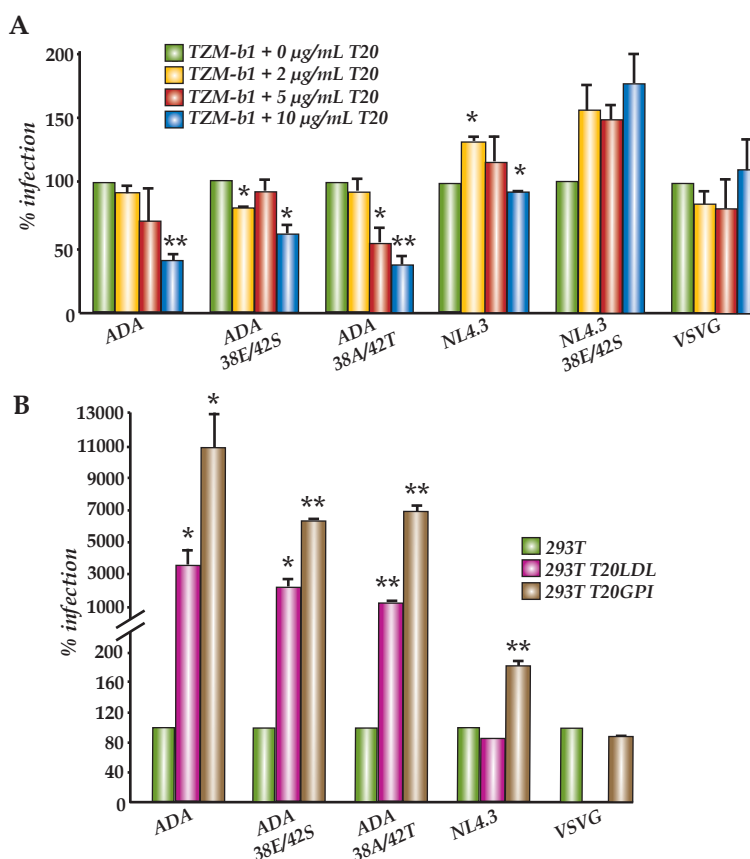 A
TZM-b1 + 0 µg/mL T20
TZM-b1 + 2 µg/mL T20
TZM-b1 + 5 µg/mL T20
TZM-b1 + 10 µg/mL T20
% infection
200
150
100
50
0
**
*
*
*
**
*
*
ADA
ADA 38E/42S
ADA 38A/42T
NL4.3
NL4.3 38E/42S
VSVG
B
293T
293T T20LDL
293T T20GPI
% infection
13000
11000
9000
7000
5000
3000
1000
200
160
120
80
40
0
*
*
*
**
**
**
**
ADA
ADA 38E/42S
ADA 38A/42T
NL4.3
VSVG